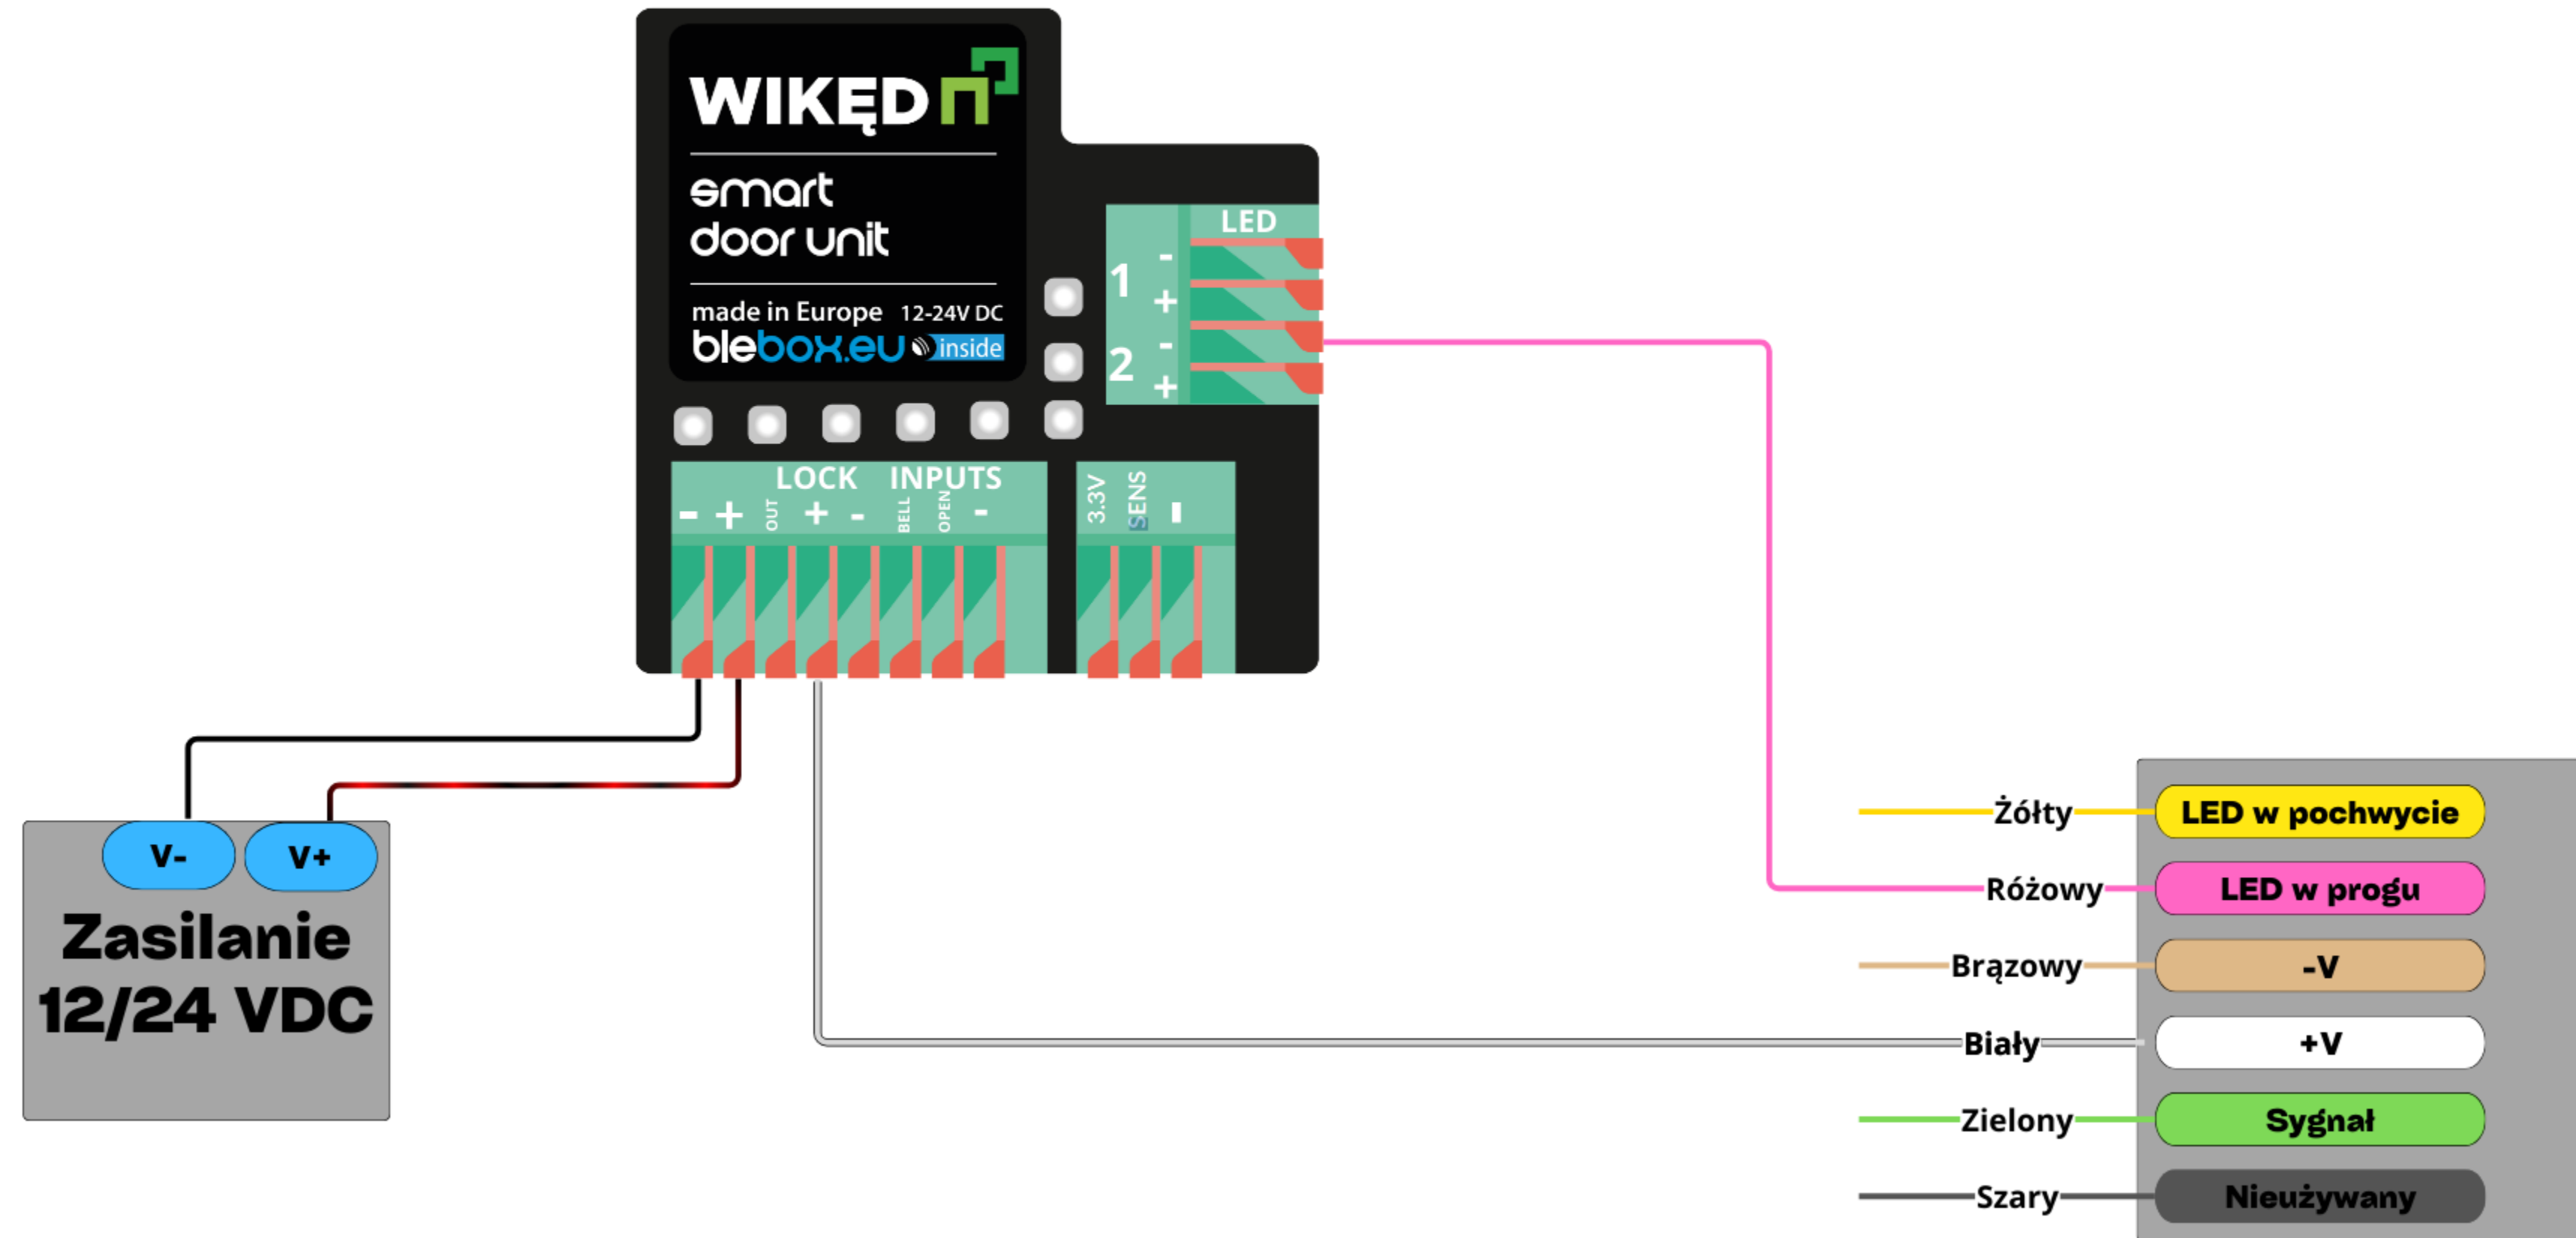 WIKĘD
smart
door unit
made in Europe 12-24V DC
blebox.eu inside
LED
1 - +
2 - +
LOCK INPUTS
- + OUT + - BELL OPEN -
3.3V SENS -
V- V+
Zasilanie
12/24 VDC
Żółty LED w pochwycie
Różowy LED w progu
Brązowy -V
Biały +V
Zielony Sygnał
Szary Nieużywany